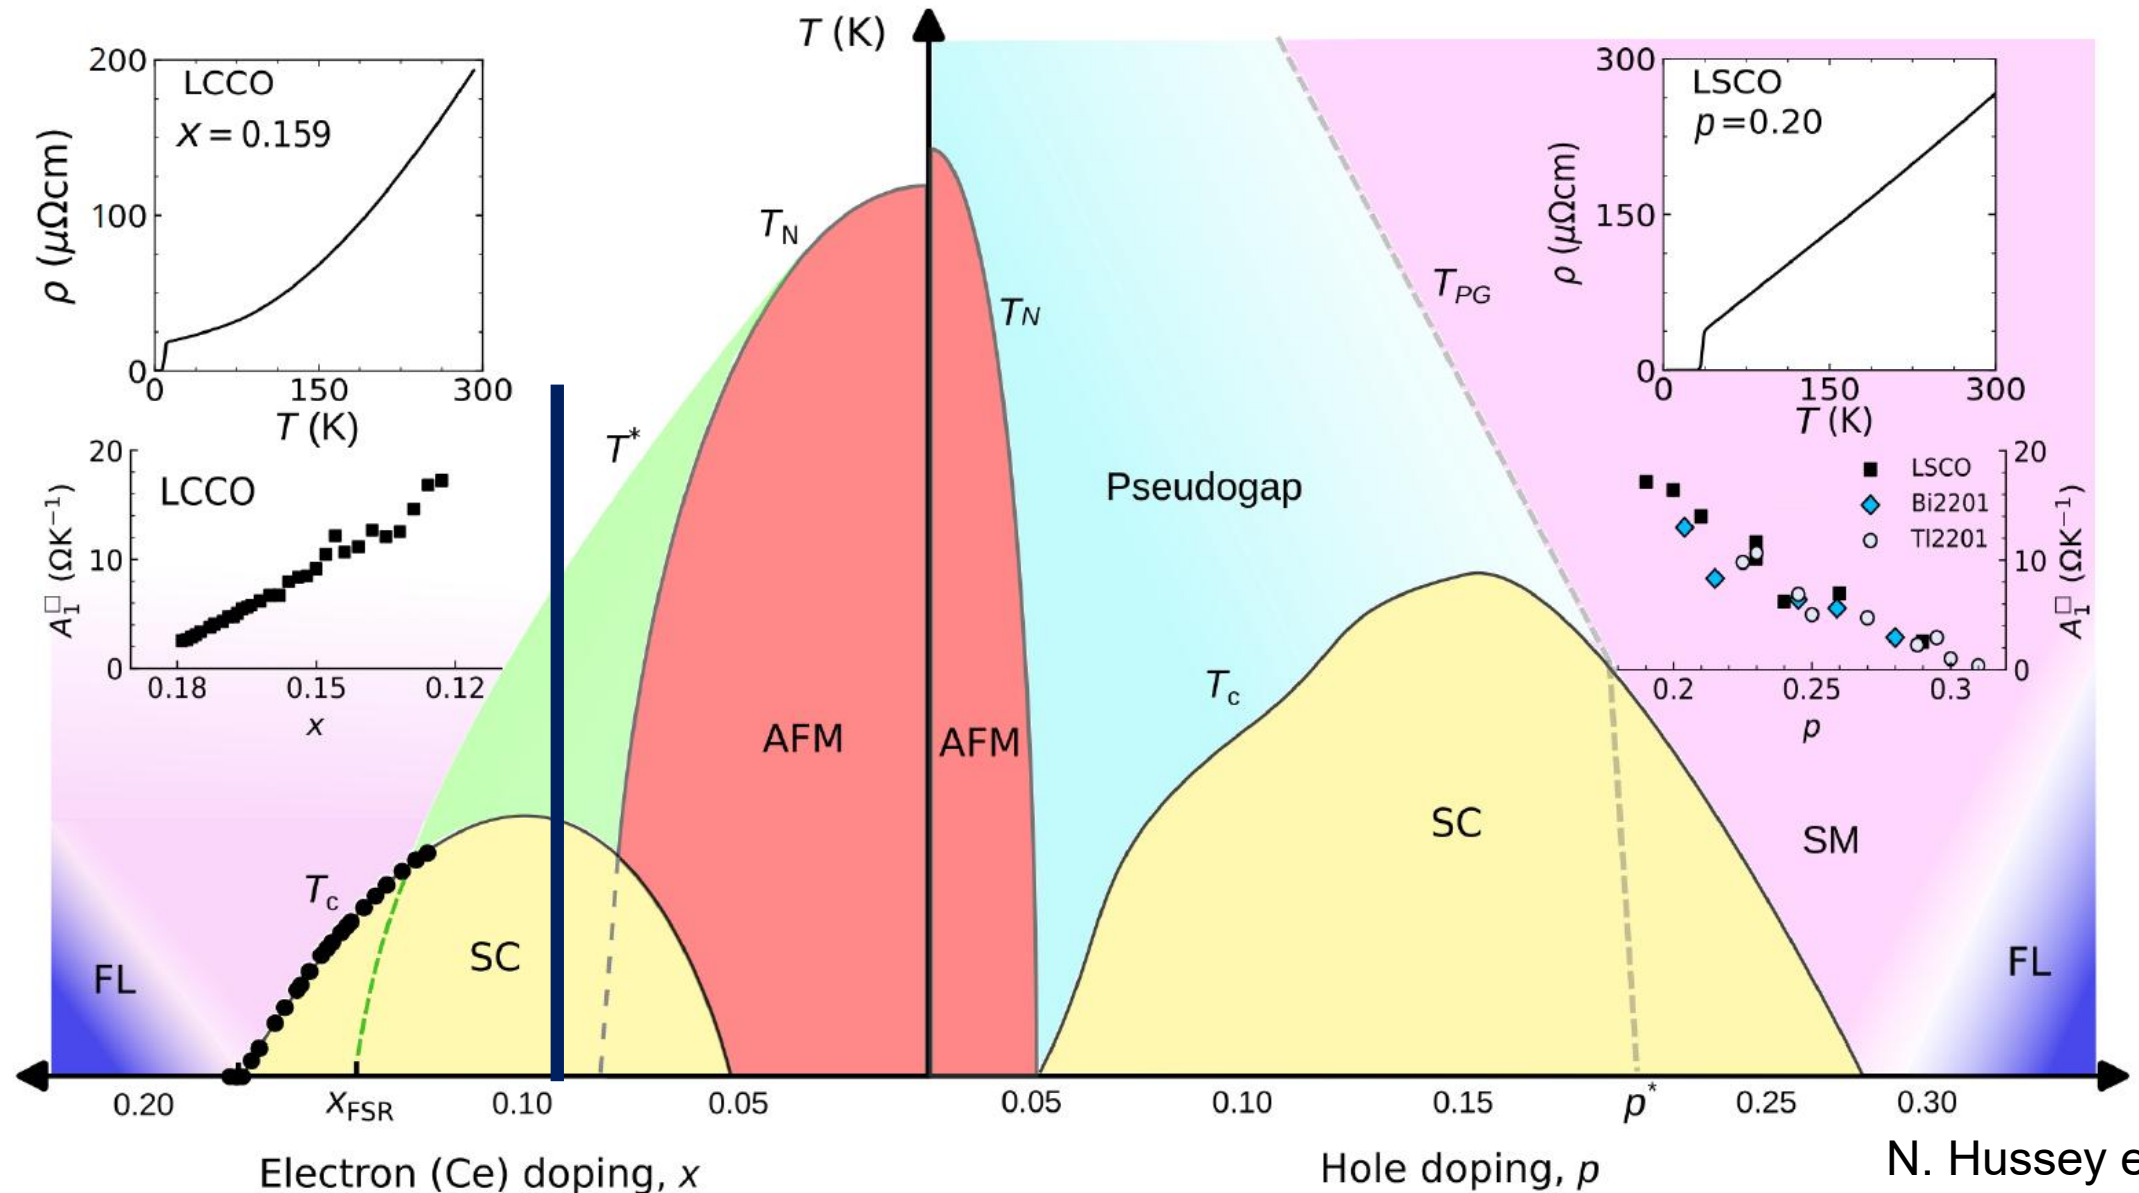 T (K)
200
LCCO
x = 0.159
100
0
0
150
300
T (K)
ρ (μΩcm)
20
LCCO
10
0
0.18
0.15
0.12
x
A₁□ (ΩK⁻¹)
300
LSCO
p=0.20
150
0
0
150
300
T (K)
ρ (μΩcm)
20
LSCO
Bi2201
Tl2201
10
0
0.2
0.25
0.3
p
A₁□ (ΩK⁻¹)
T_N
T_N
T_PG
T*
Pseudogap
T_c
AFM
AFM
SC
SM
T_c
SC
FL
FL
0.20
x_FSR
0.10
0.05
0.05
0.10
0.15
p*
0.25
0.30
Electron (Ce) doping, x
Hole doping, p
N. Hussey e